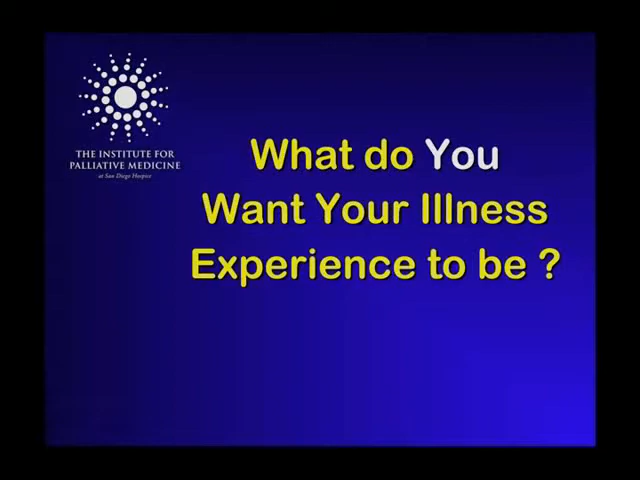 THE INSTITUTE FOR
PALLIATIVE MEDICINE
at San Diego Hospice
What do You
Want Your Illness
Experience to be ?